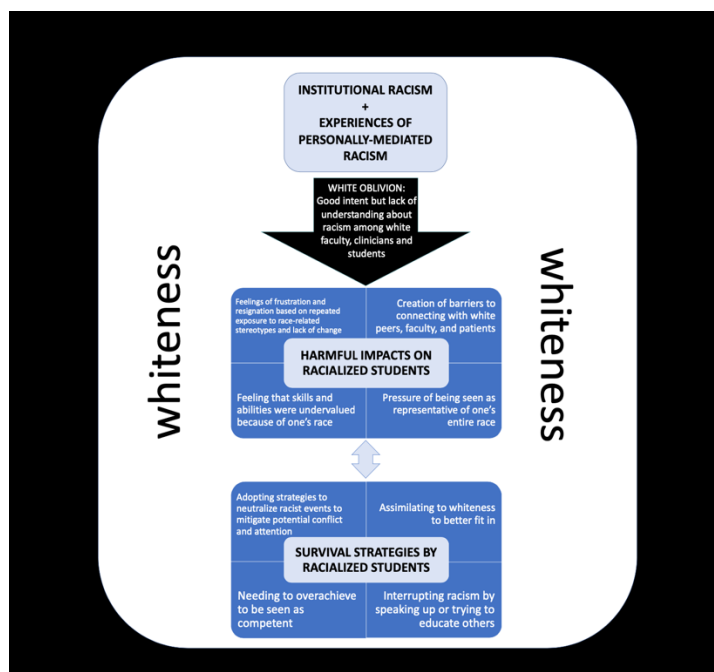 INSTITUTIONAL RACISM
+
EXPERIENCES OF
PERSONALLY-MEDIATED
RACISM
WHITE OBLIVION:
Good intent but lack of
understanding about
racism among white
faculty, clinicians and
students
whiteness
whiteness
Feelings of frustration and
resignation based on repeated
exposure to race-related
stereotypes and lack of change
Creation of barriers to
connecting with white
peers, faculty, and patients
HARMFUL IMPACTS ON
RACIALIZED STUDENTS
Feeling that skills and
abilities were undervalued
because of one's race
Pressure of being seen as
representative of one's
entire race
Adopting strategies to
neutralize racist events to
mitigate potential conflict
and attention
Assimilating to whiteness
to better fit in
SURVIVAL STRATEGIES BY
RACIALIZED STUDENTS
Needing to overachieve
to be seen as
competent
Interrupting racism by
speaking up or trying to
educate others